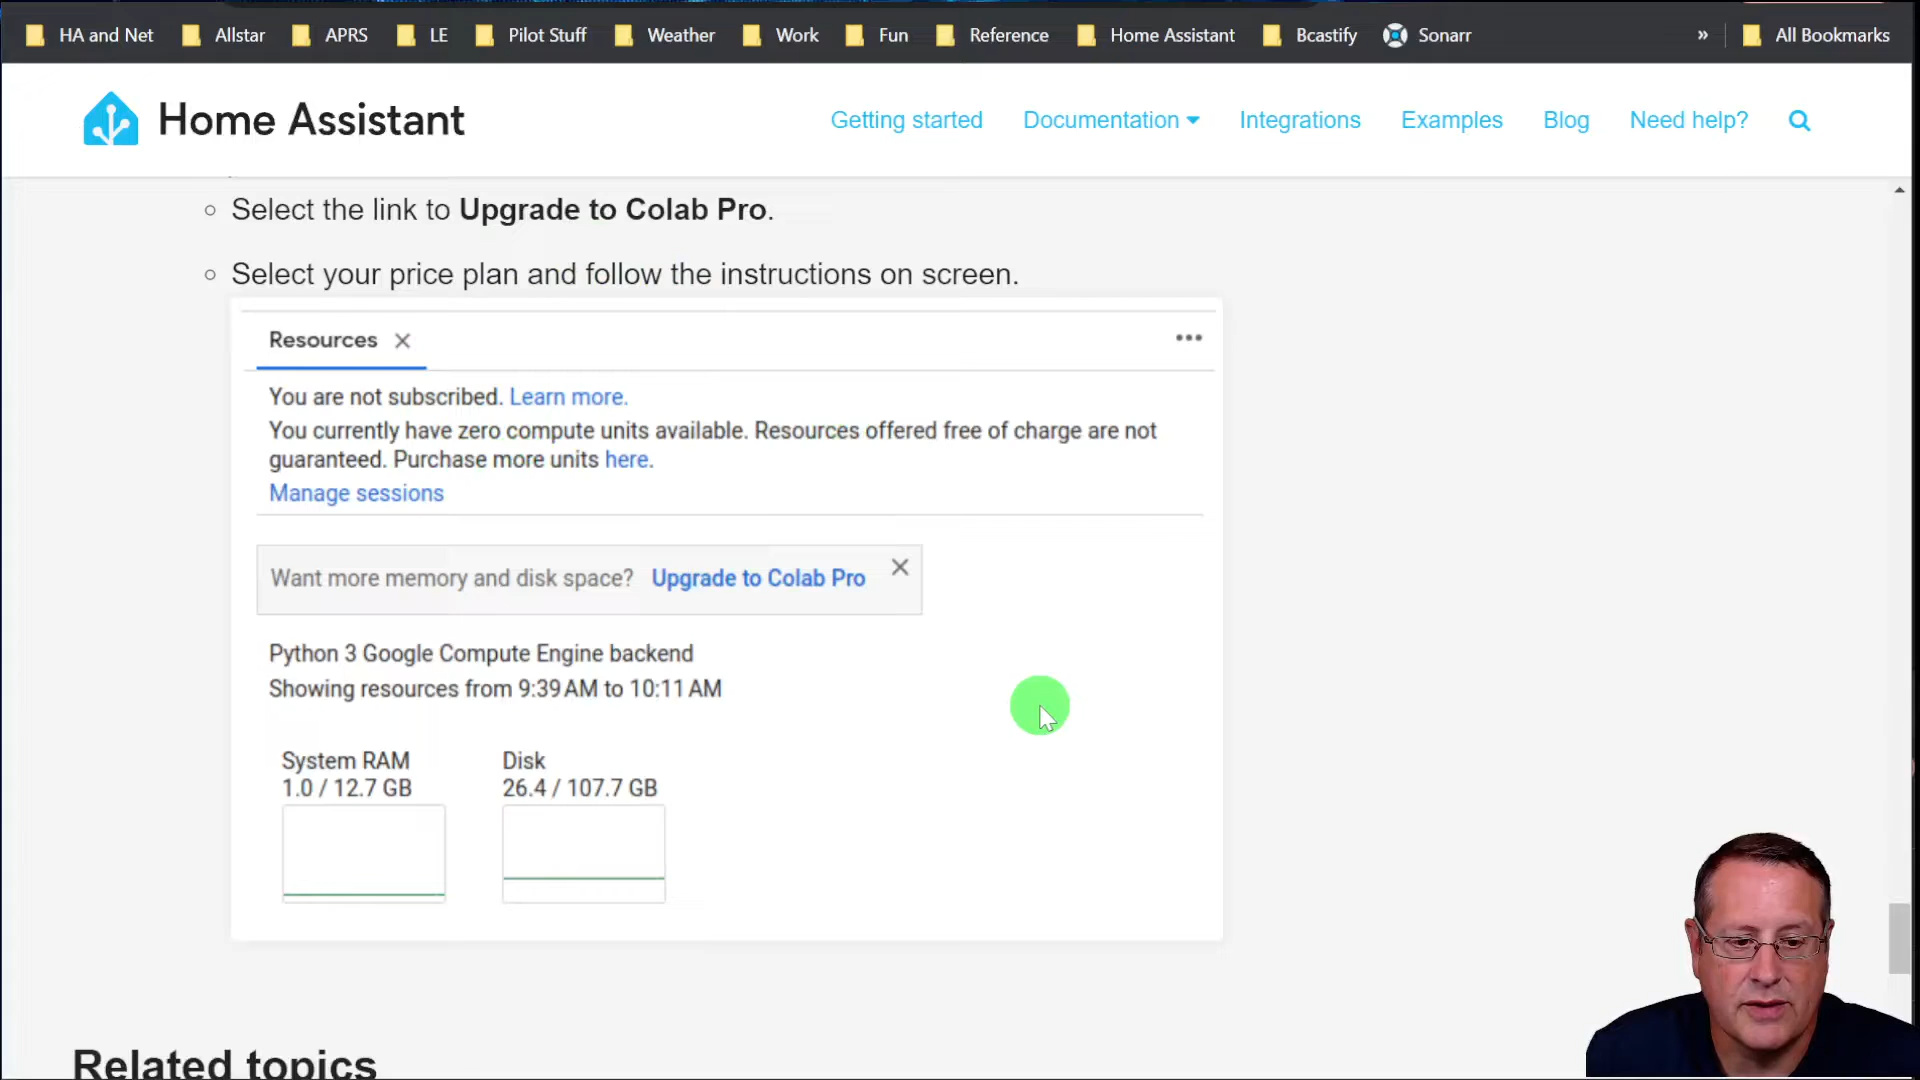 HA and Net Allstar APRS LE Pilot Stuff Weather Work Fun Reference Home Assistant Bcastify Sonarr » All Bookmarks
Home Assistant Getting started Documentation Integrations Examples Blog Need help?
Select the link to Upgrade to Colab Pro.
Select your price plan and follow the instructions on screen.
Resources
You are not subscribed. Learn more.
You currently have zero compute units available. Resources offered free of charge are not
guaranteed. Purchase more units here.
Manage sessions
Want more memory and disk space? Upgrade to Colab Pro
Python 3 Google Compute Engine backend
Showing resources from 9:39 AM to 10:11 AM
System RAM Disk
1.0 / 12.7 GB 26.4 / 107.7 GB
Related topics